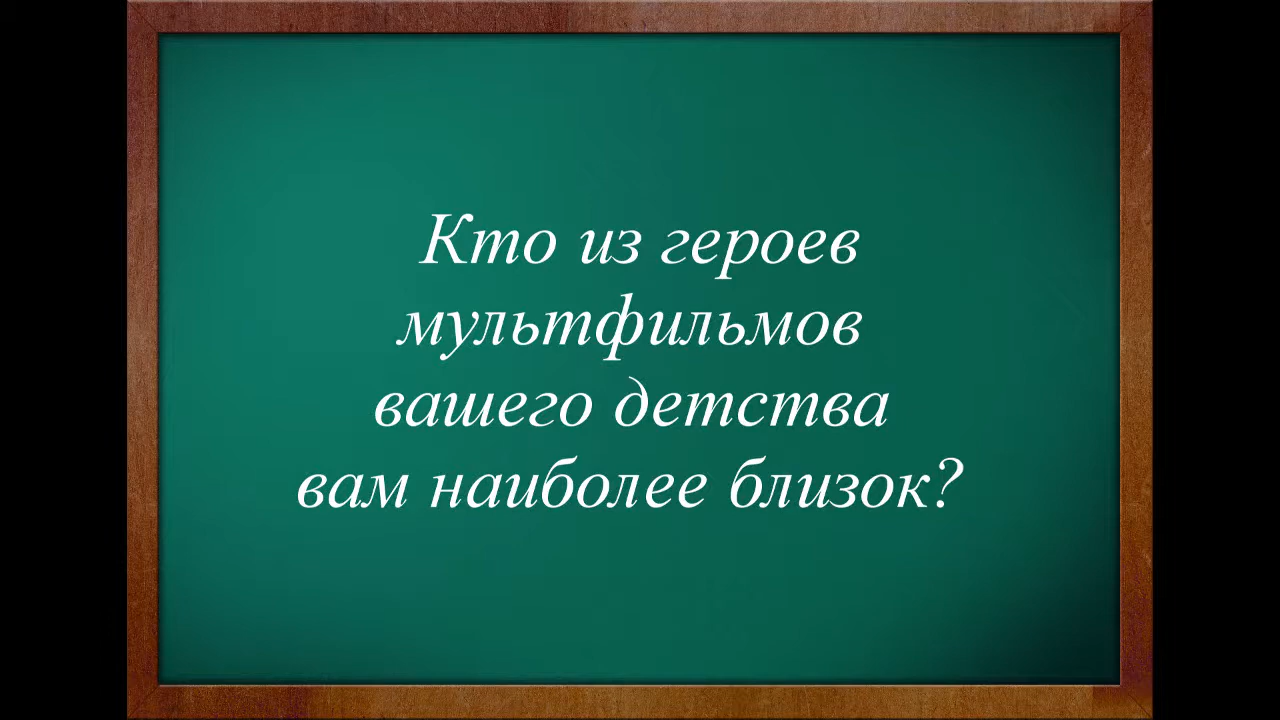 Кто из героев
мультфильмов
вашего детства
вам наиболее близок?